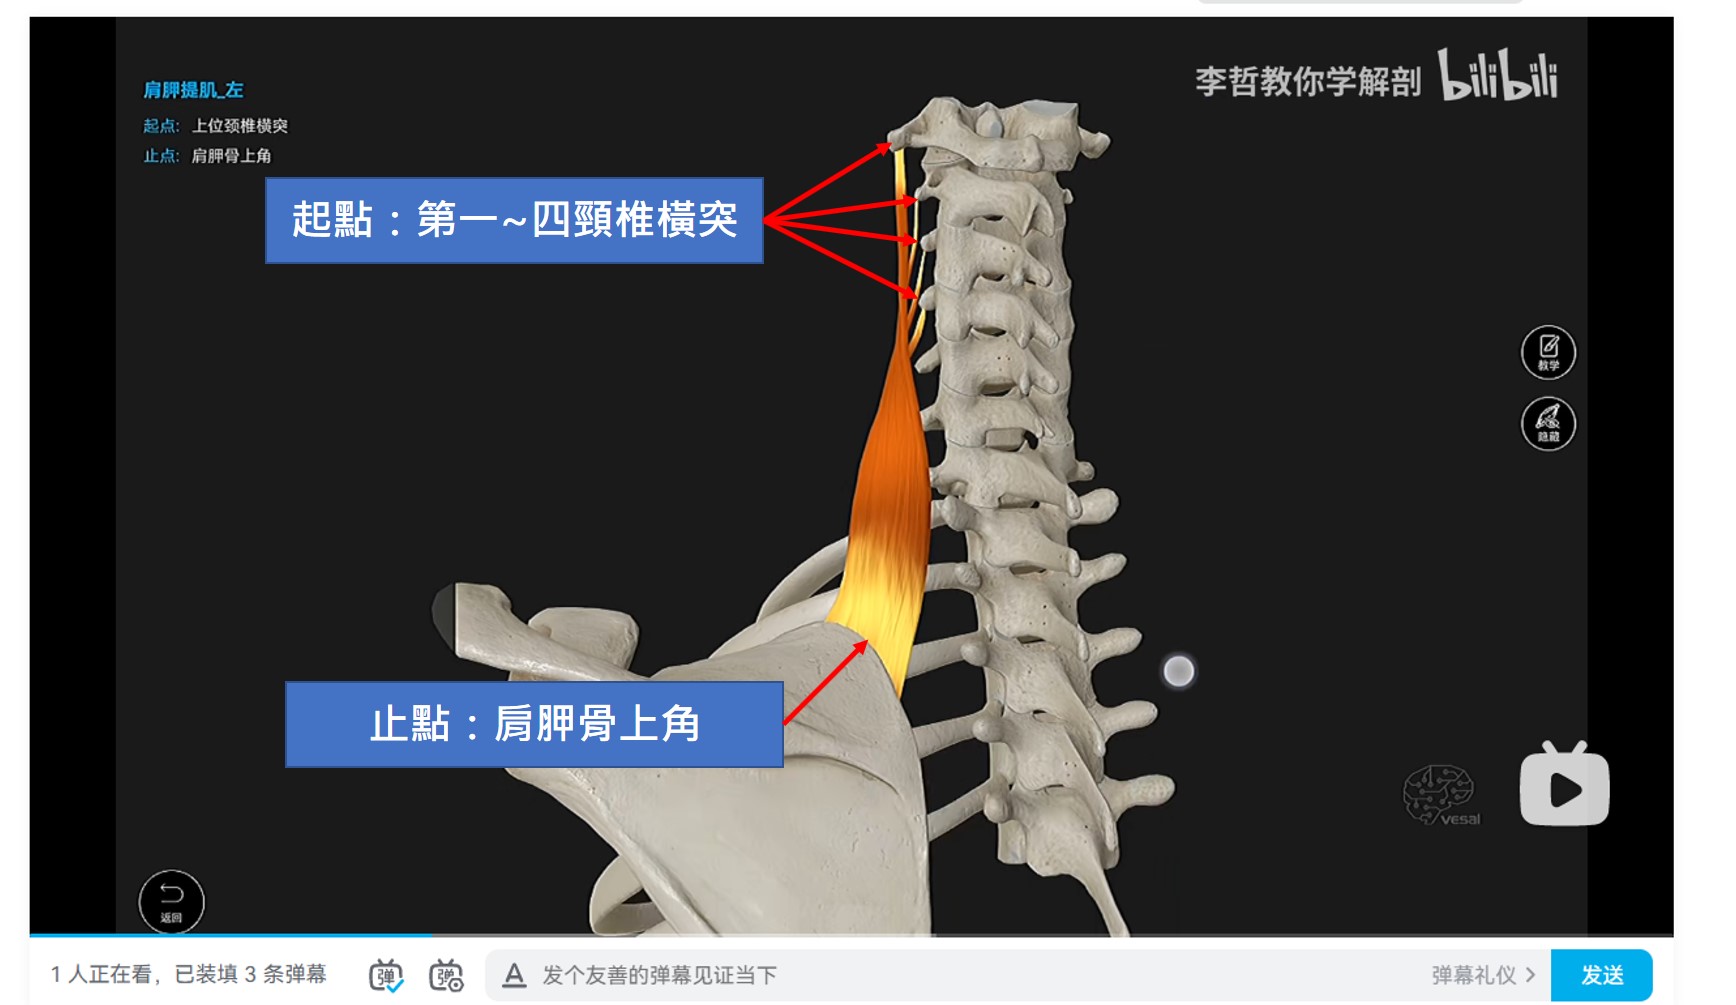 李哲教你学解剖 bilibili
肩胛提肌_左
起点: 上位颈椎横突
止点: 肩胛骨上角
起點：第一~四頸椎橫突
教学
隐藏
止點：肩胛骨上角
vesal
返回
1 人正在看，已装填 3 条弹幕
弹
弹
A 发个友善的弹幕见证当下
弹幕礼仪 >
发送